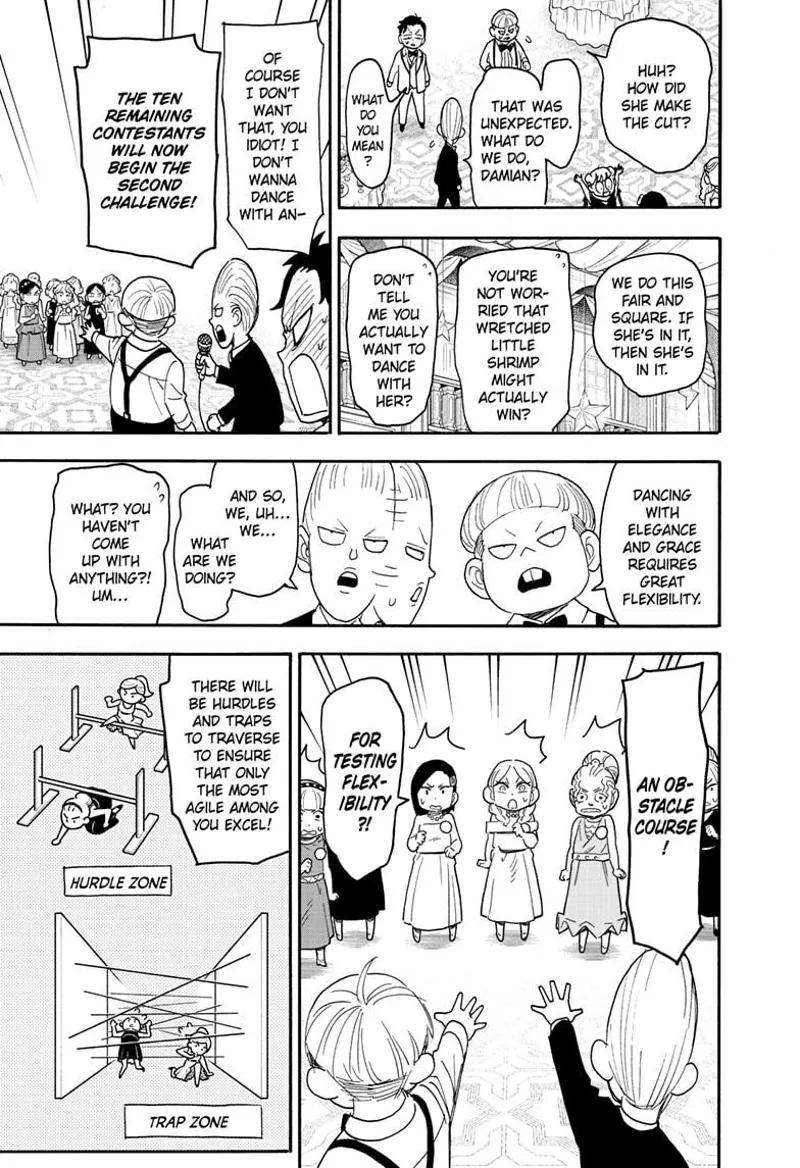 HUH?
HOW DID
SHE MAKE
THE CUT?
THAT WAS
UNEXPECTED.
WHAT DO
WE DO,
DAMIAN?
WHAT
DO
YOU
MEAN
?
WE DO THIS
FAIR AND
SQUARE. IF
SHE'S IN IT,
THEN SHE'S
IN IT.
YOU'RE
NOT WOR-
RIED THAT
WRETCHED
LITTLE
SHRIMP
MIGHT
ACTUALLY
WIN?
DON'T
TELL
ME YOU
ACTUALLY
WANT TO
DANCE
WITH
HER?
OF
COURSE
I DON'T
WANT
THAT, YOU
IDIOT! I
DON'T
WANNA
DANCE
WITH AN-
THE TEN
REMAINING
CONTESTANTS
WILL NOW
BEGIN THE
SECOND
CHALLENGE!
DANCING
WITH
ELEGANCE
AND GRACE
REQUIRES
GREAT
FLEXIBILITY.
AND SO,
WE, UH...
WE...
WHAT
ARE WE
DOING?
WHAT? YOU
HAVEN'T
COME
UP WITH
ANYTHING?!
UM...
AN OB-
STACLE
COURSE
!
FOR
TESTING
FLEX-
IBILITY
?!
THERE WILL
BE HURDLES
AND TRAPS
TO TRAVERSE
TO ENSURE
THAT ONLY
THE MOST
AGILE AMONG
YOU EXCEL!
HURDLE ZONE
TRAP ZONE